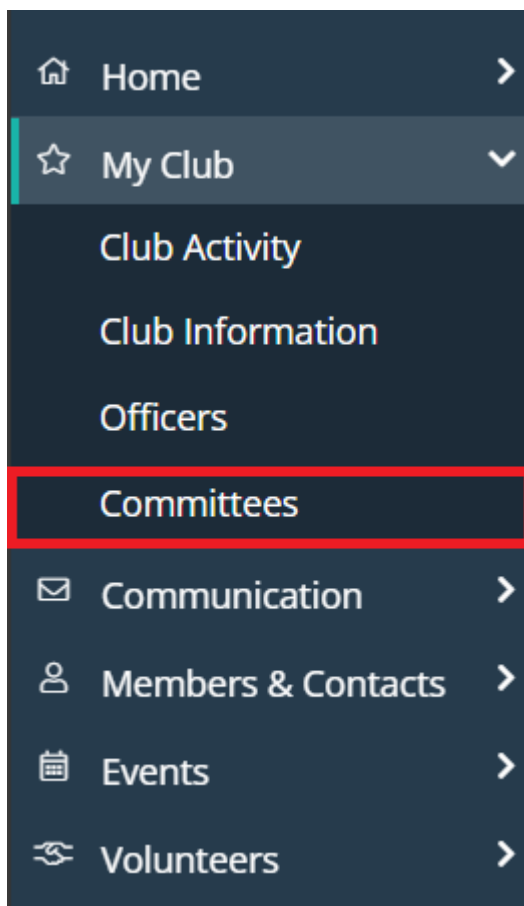 Home
My Club
Club Activity
Club Information
Officers
Committees
Communication
Members & Contacts
Events
Volunteers